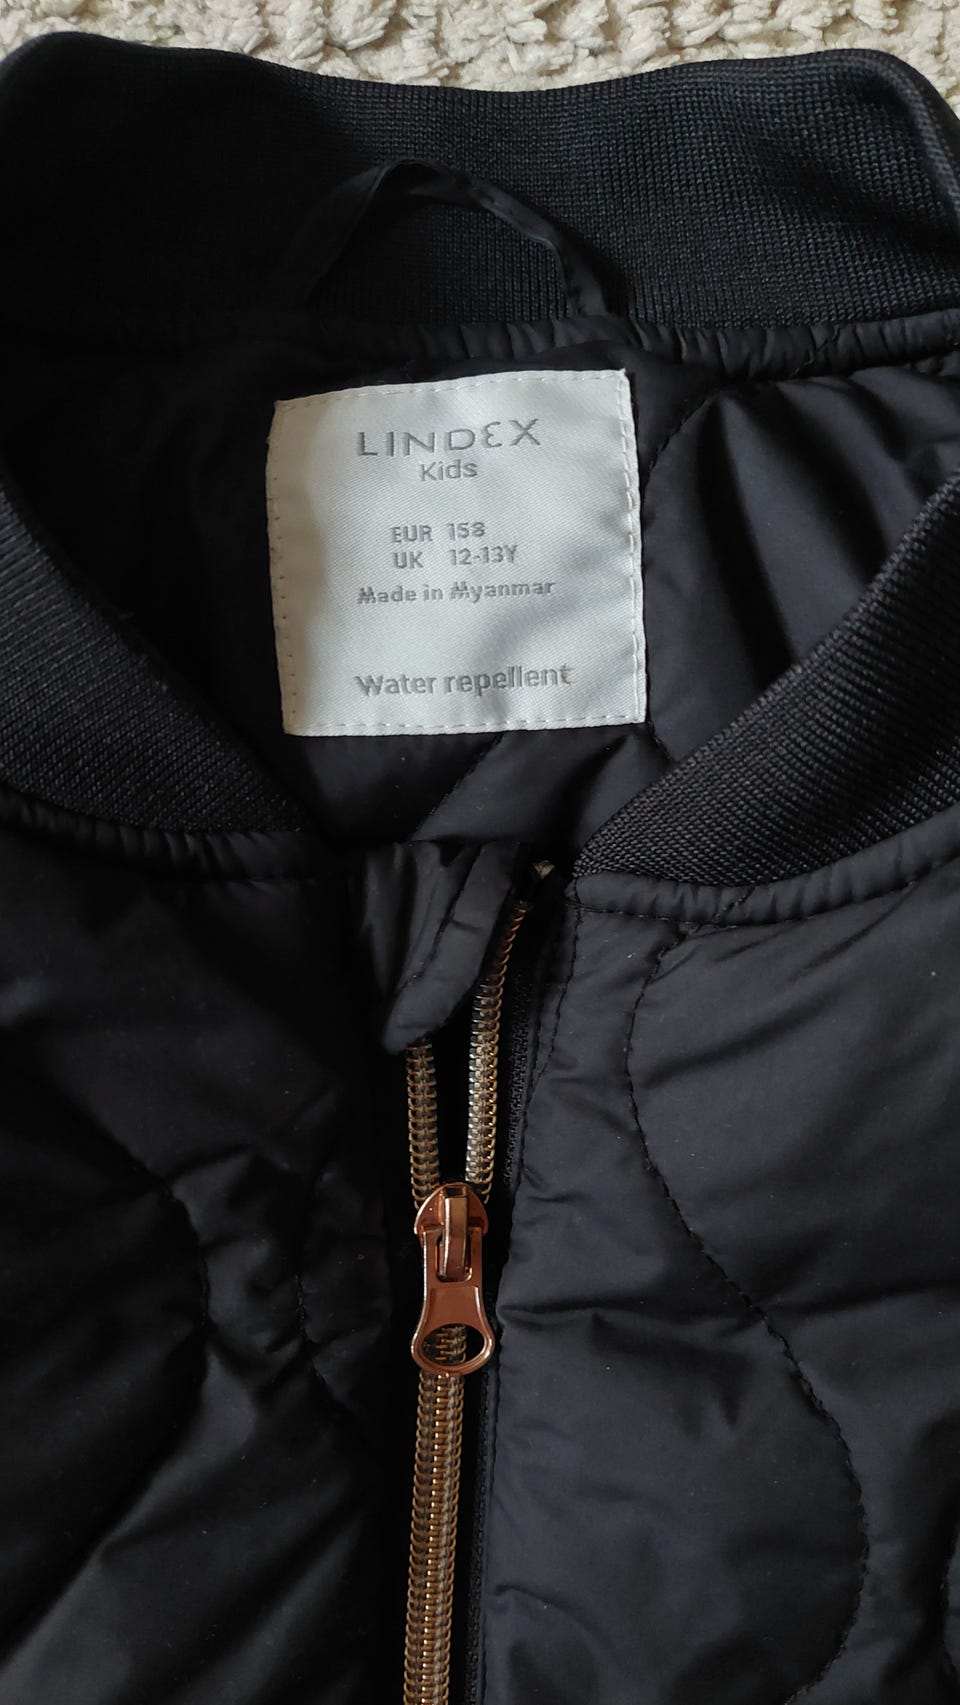 LINDEX
Kids
EUR 158
UK 12-13Y
Made in Myanmar
Water repellent